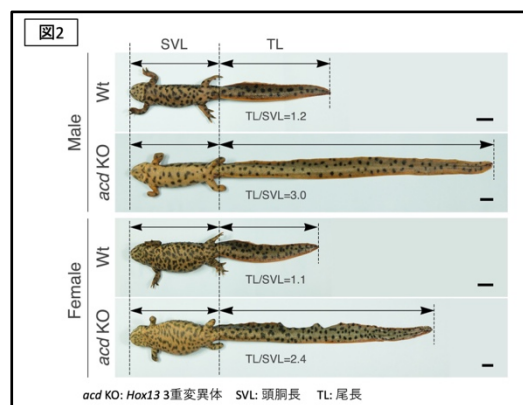 図2
SVL TL
Male
Wt
TL/SVL=1.2
acd KO
TL/SVL=3.0
Female
Wt
TL/SVL=1.1
acd KO
TL/SVL=2.4
acd KO: Hox13 3重変異体 SVL: 頭胴長 TL: 尾長